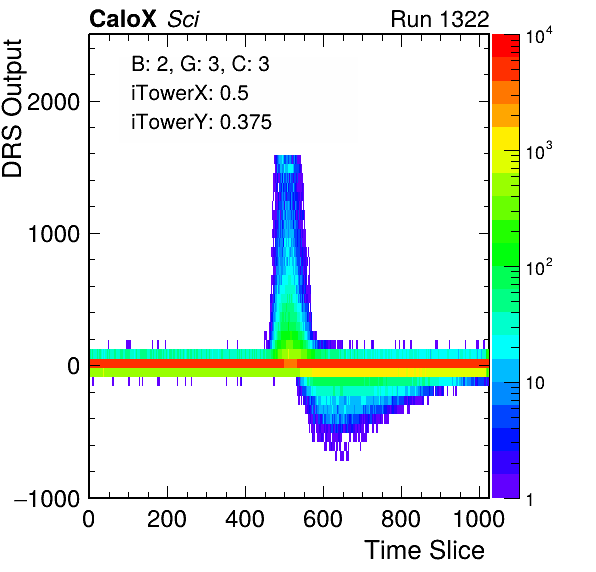 CaloX Sci Run 1322
B: 2, G: 3, C: 3
iTowerX: 0.5
iTowerY: 0.375
DRS Output
2000
1000
0
−1000
0 200 400 600 800 1000
Time Slice
10⁴
10³
10²
10
1